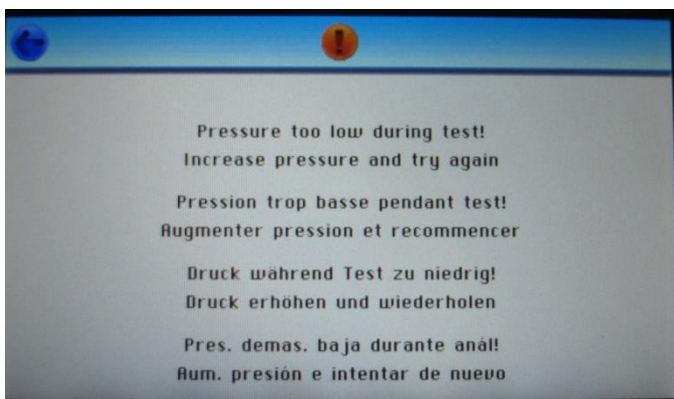 Pressure too low during test!
Increase pressure and try again
Pression trop basse pendant test!
Augmenter pression et recommencer
Druck während Test zu niedrig!
Druck erhöhen und wiederholen
Pres. demas. baja durante anál!
Aum. presión e intentar de nuevo